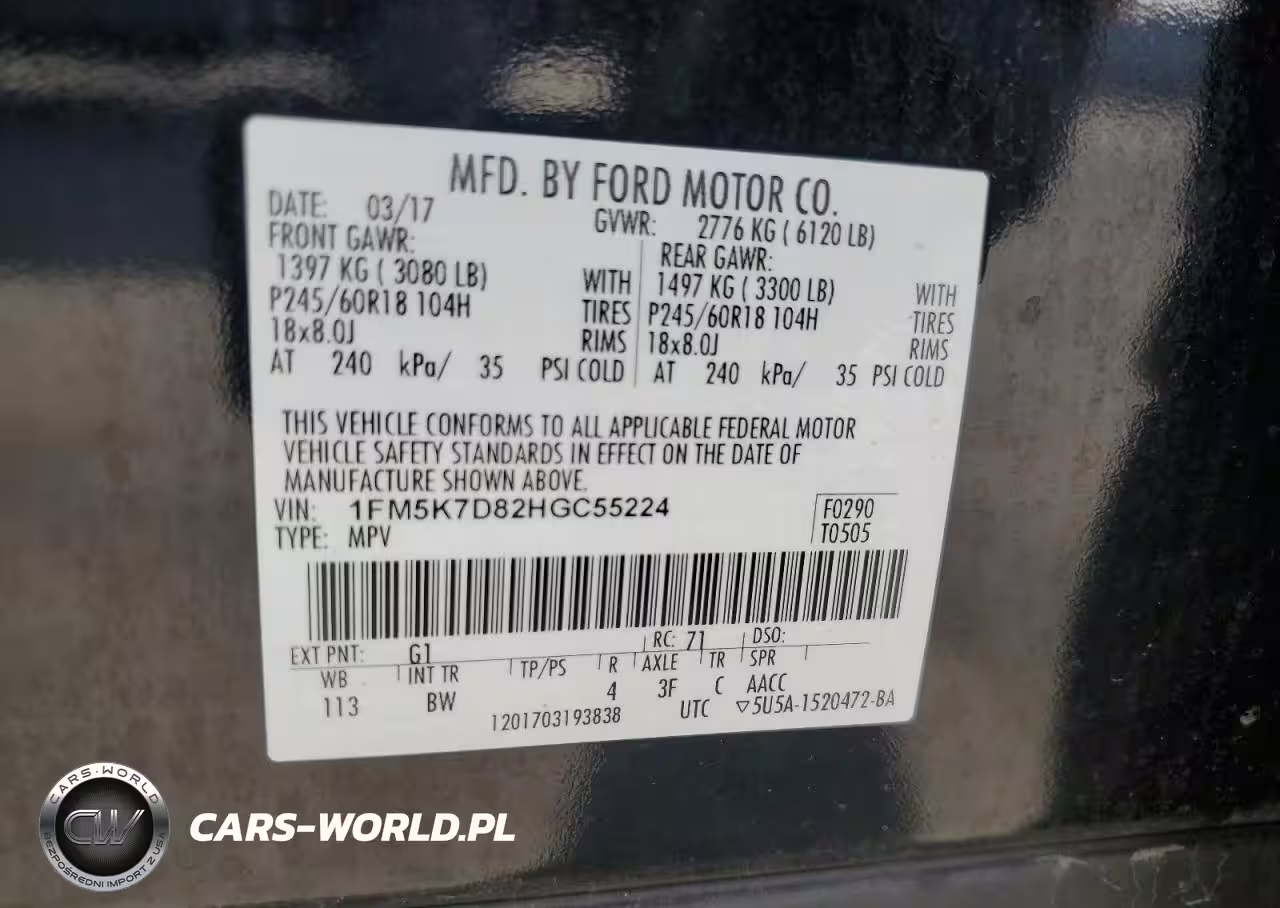 MFD. BY FORD MOTOR CO.
DATE: 03/17 GVWR: 2776 KG ( 6120 LB)
FRONT GAWR: REAR GAWR:
1397 KG ( 3080 LB) WITH 1497 KG ( 3300 LB) WITH
P245/60R18 104H TIRES P245/60R18 104H TIRES
18x8.0J RIMS 18x8.0J RIMS
AT 240 kPa/ 35 PSI COLD AT 240 kPa/ 35 PSI COLD
THIS VEHICLE CONFORMS TO ALL APPLICABLE FEDERAL MOTOR
VEHICLE SAFETY STANDARDS IN EFFECT ON THE DATE OF
MANUFACTURE SHOWN ABOVE.
VIN: 1FM5K7D82HGC55224 F0290
TYPE: MPV T0505
EXT PNT: G1 RC: 71 DSO:
WB INT TR TP/PS R AXLE TR SPR
113 BW 4 3F C AACC
1201703193838 UTC ▽5U5A-1520472-BA
CARS-WORLD
CW
BEZPOŚREDNI IMPORT Z USA
CARS-WORLD.PL